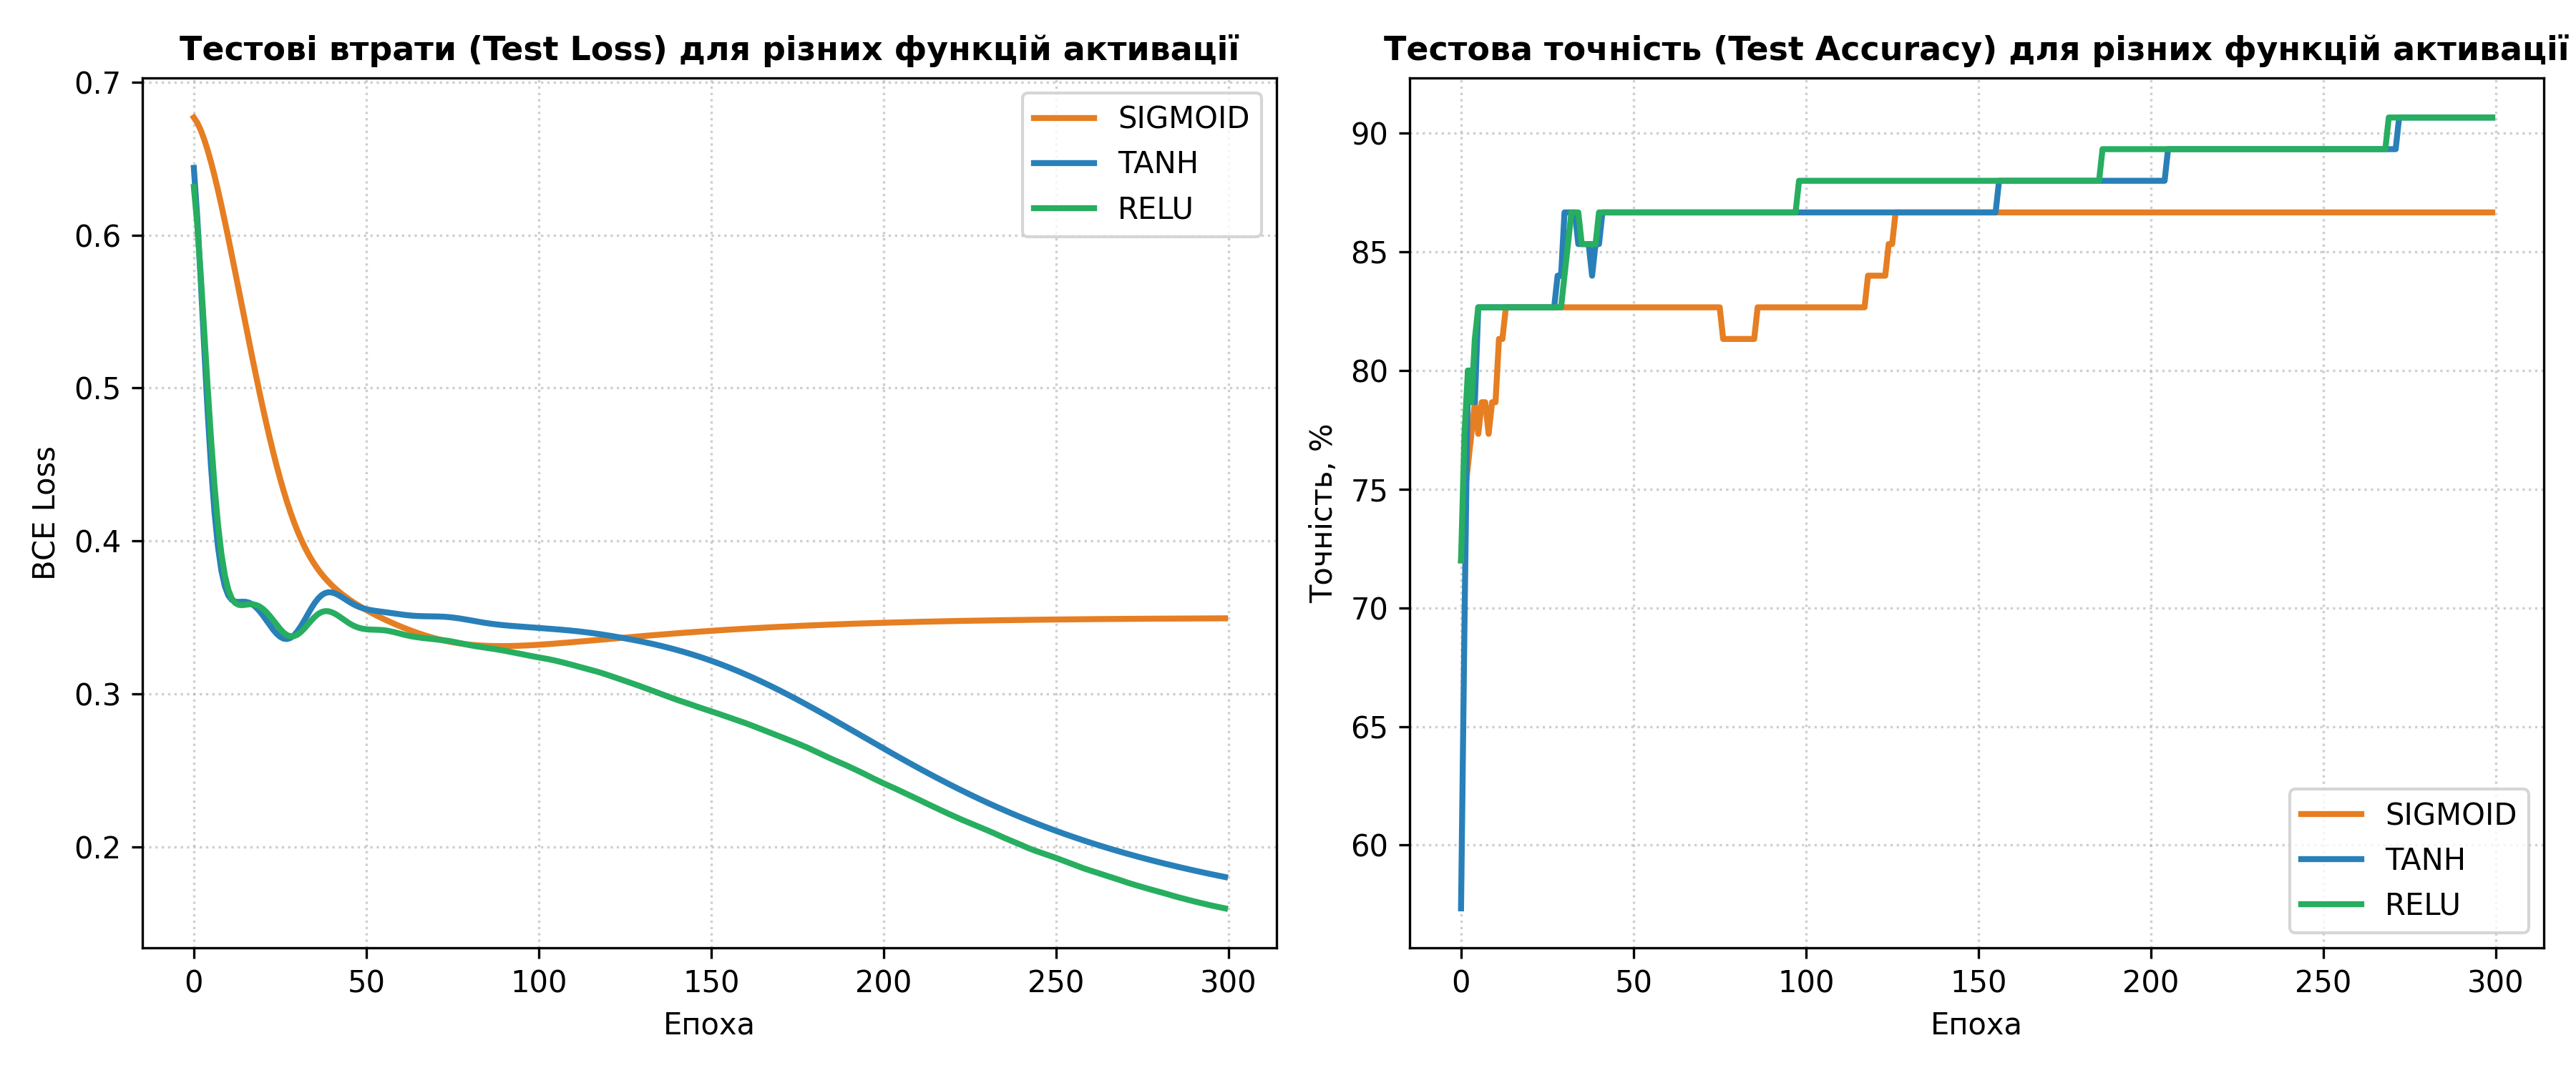 Тестові втрати (Test Loss) для різних функцій активації
0.7
0.6
0.5
0.4
0.3
0.2
BCE Loss
0 50 100 150 200 250 300
Епоха
SIGMOID
TANH
RELU
Тестова точність (Test Accuracy) для різних функцій активації
90
85
80
75
70
65
60
Точність, %
0 50 100 150 200 250 300
Епоха
SIGMOID
TANH
RELU